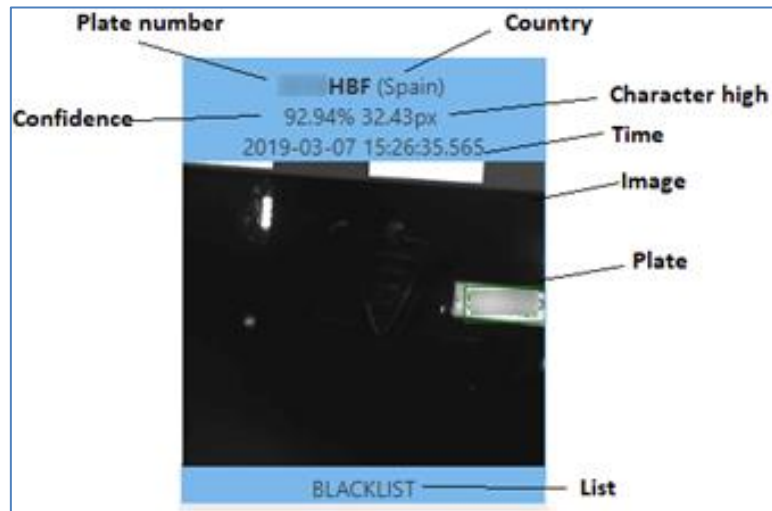 Plate number
Country
HBF (Spain)
Confidence
92.94% 32.43px
Character high
2019-03-07 15:26:35.565
Time
Image
Plate
BLACKLIST
List